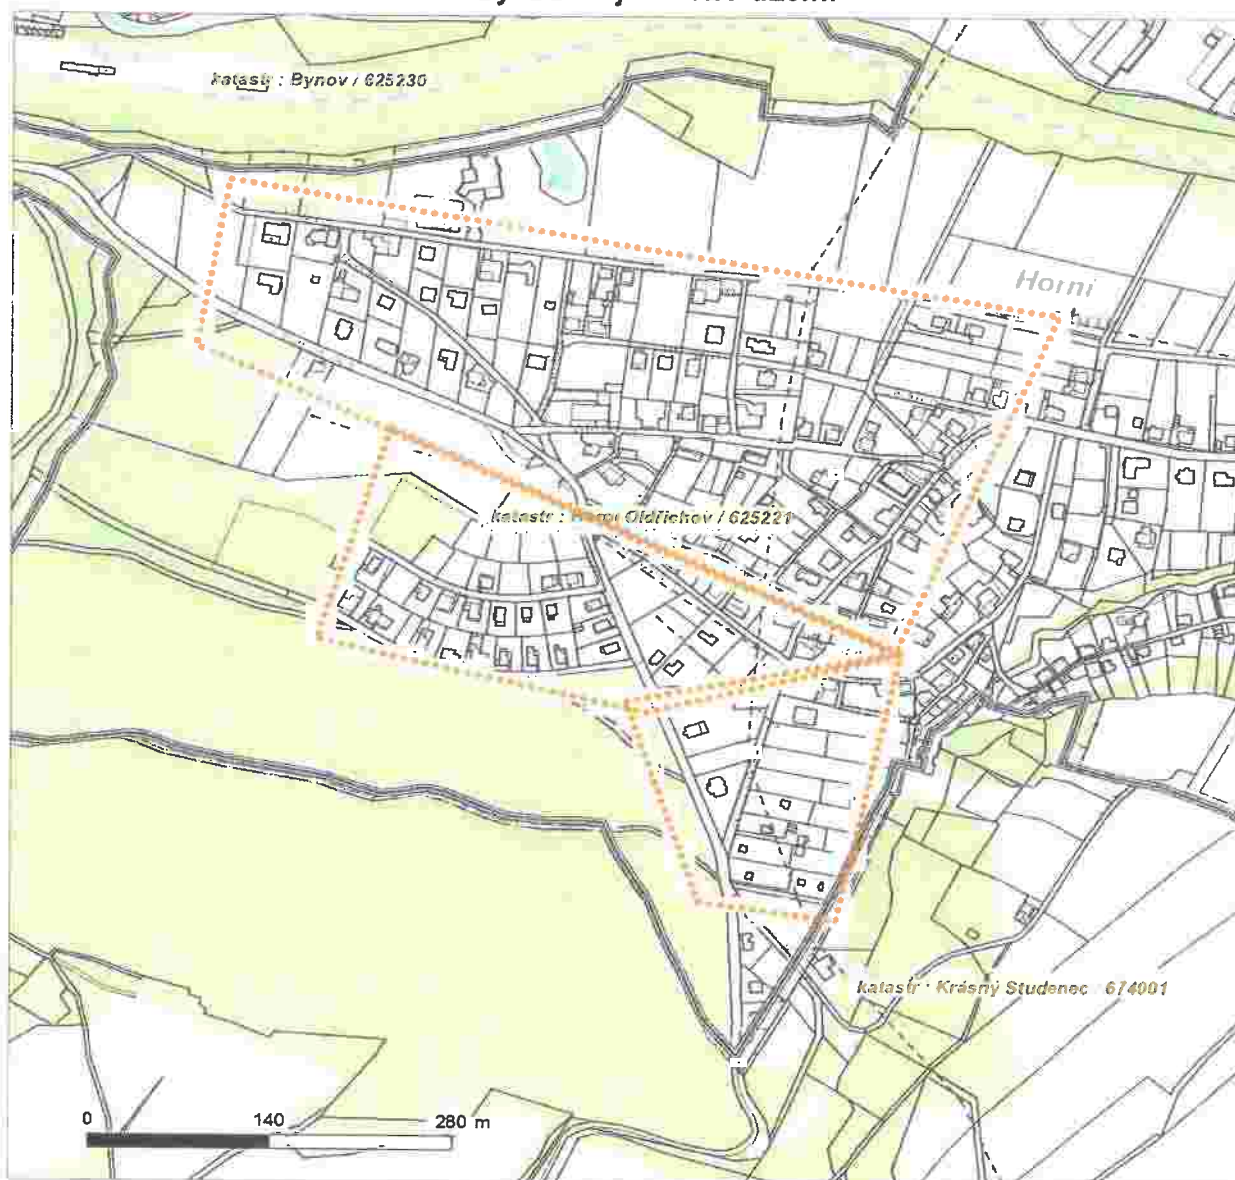 katastr : Bynov / 625230
Horní
katastr : Horní Oldřichov / 625221
katastr : Krásný Studenec 674001
0 140 280 m